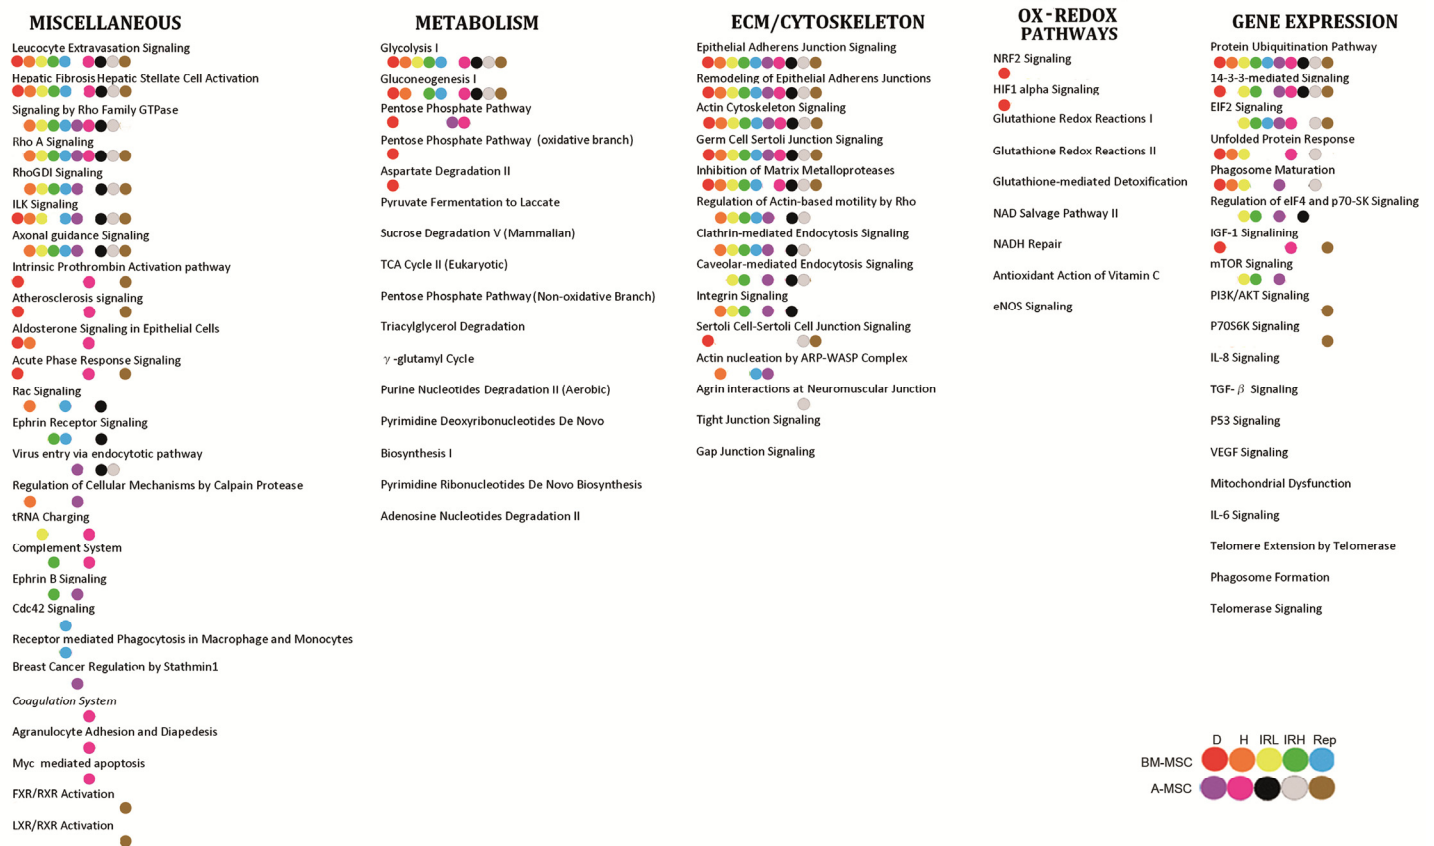 MISCELLANEOUS
Leucocyte Extravasation Signaling
Hepatic Fibrosis Hepatic Stellate Cell Activation
Signaling by Rho Family GTPase
Rho A Signaling
RhoGDI Signaling
ILK Signaling
Axonal guidance Signaling
Intrinsic Prothrombin Activation pathway
Atherosclerosis signaling
Aldosterone Signaling in Epithelial Cells
Acute Phase Response Signaling
Rac Signaling
Ephrin Receptor Signaling
Virus entry via endocytotic pathway
Regulation of Cellular Mechanisms by Calpain Protease
tRNA Charging
Complement System
Ephrin B Signaling
Cdc42 Signaling
Receptor mediated Phagocytosis in Macrophage and Monocytes
Breast Cancer Regulation by Stathmin1
Coagulation System
Agranulocyte Adhesion and Diapedesis
Myc mediated apoptosis
FXR/RXR Activation
LXR/RXR Activation
METABOLISM
Glycolysis I
Gluconeogenesis I
Pentose Phosphate Pathway
Pentose Phosphate Pathway (oxidative branch)
Aspartate Degradation II
Pyruvate Fermentation to Laccate
Sucrose Degradation V (Mammalian)
TCA Cycle II (Eukaryotic)
Pentose Phosphate Pathway (Non-oxidative Branch)
Triacylglycerol Degradation
γ -glutamyl Cycle
Purine Nucleotides Degradation II (Aerobic)
Pyrimidine Deoxyribonucleotides De Novo
Biosynthesis I
Pyrimidine Ribonucleotides De Novo Biosynthesis
Adenosine Nucleotides Degradation II
ECM/CYTOSKELETON
Epithelial Adherens Junction Signaling
Remodeling of Epithelial Adherens Junctions
Actin Cytoskeleton Signaling
Germ Cell Sertoli Junction Signaling
Inhibition of Matrix Metalloproteases
Regulation of Actin-based motility by Rho
Clathrin-mediated Endocytosis Signaling
Caveolar-mediated Endocytosis Signaling
Integrin Signaling
Sertoli Cell-Sertoli Cell Junction Signaling
Actin nucleation by ARP-WASP Complex
Agrin interactions at Neuromuscular Junction
Tight Junction Signaling
Gap Junction Signaling
OX-REDOX
PATHWAYS
NRF2 Signaling
HIF1 alpha Signaling
Glutathione Redox Reactions I
Glutathione Redox Reactions II
Glutathione-mediated Detoxification
NAD Salvage Pathway II
NADH Repair
Antioxidant Action of Vitamin C
eNOS Signaling
GENE EXPRESSION
Protein Ubiquitination Pathway
14-3-3-mediated Signaling
EIF2 Signaling
Unfolded Protein Response
Phagosome Maturation
Regulation of eIF4 and p70-SK Signaling
IGF-1 Signalining
mTOR Signaling
PI3K/AKT Signaling
P70S6K Signaling
IL-8 Signaling
TGF- β Signaling
P53 Signaling
VEGF Signaling
Mitochondrial Dysfunction
IL-6 Signaling
Telomere Extension by Telomerase
Phagosome Formation
Telomerase Signaling
D H IRL IRH Rep
BM-MSC
A-MSC